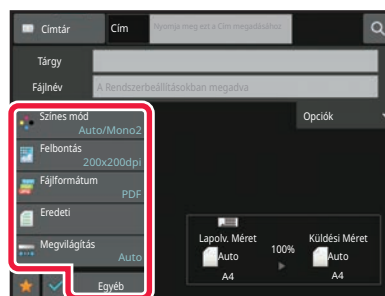 Címtár
Cím
Nyomja meg ezt a Cím megadásához
Tárgy
Fájlnév
A Rendszerbeállításokban megadva
Színes mód
Auto/Mono2
Opciók
Felbontás
200x200dpi
Fájlformátum
PDF
Eredeti
Megvilágítás
Auto
Lapolv. Méret
100%
Küldési Méret
Auto
Auto
A4
A4
Egyéb